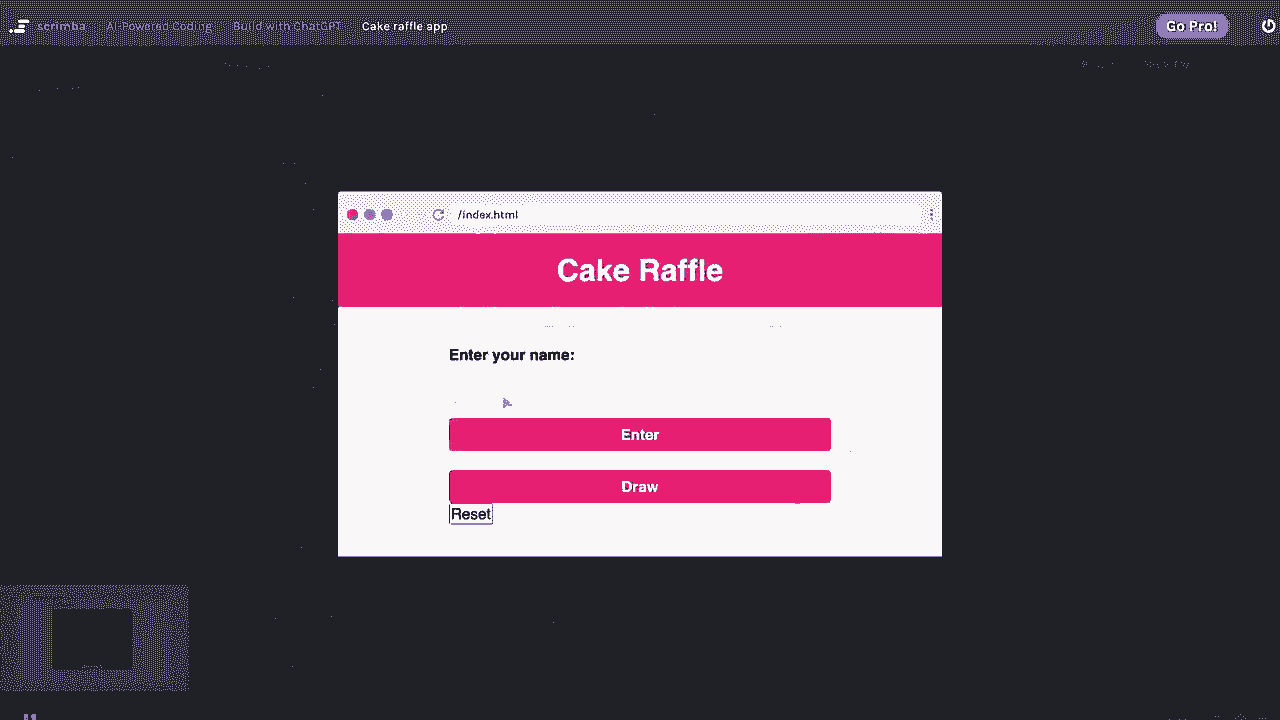 scrimba AI-Powered Coding Build with ChatGPT Cake raffle app Go Pro!
/index.html
Cake Raffle
Enter your name:
Enter
Draw
Reset